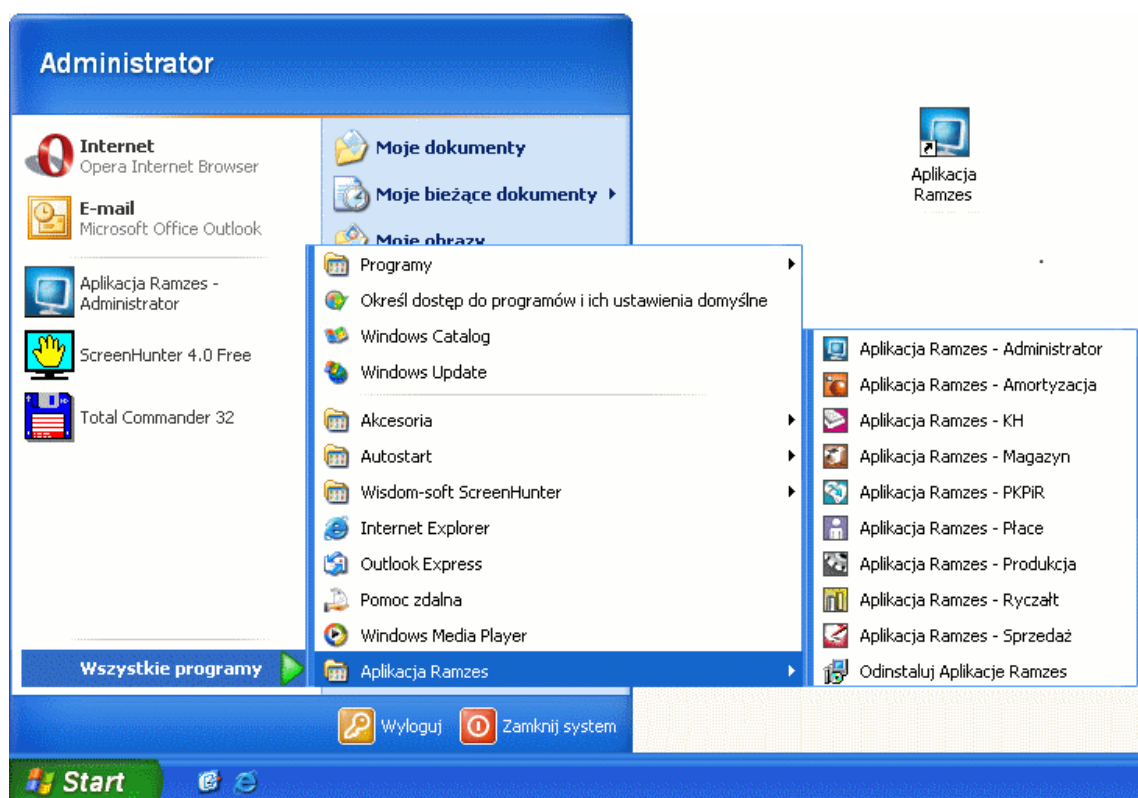 Administrator
Internet
Opera Internet Browser
E-mail
Microsoft Office Outlook
Aplikacja Ramzes -
Administrator
ScreenHunter 4.0 Free
Total Commander 32
Wszystkie programy
Moje dokumenty
Moje bieżące dokumenty
Moje obrazy
Programy
Określ dostęp do programów i ich ustawienia domyślne
Windows Catalog
Windows Update
Akcesoria
Autostart
Wisdom-soft ScreenHunter
Internet Explorer
Outlook Express
Pomoc zdalna
Windows Media Player
Aplikacja Ramzes
Aplikacja Ramzes - Administrator
Aplikacja Ramzes - Amortyzacja
Aplikacja Ramzes - KH
Aplikacja Ramzes - Magazyn
Aplikacja Ramzes - PKPiR
Aplikacja Ramzes - Płace
Aplikacja Ramzes - Produkcja
Aplikacja Ramzes - Ryczałt
Aplikacja Ramzes - Sprzedaż
Odinstaluj Aplikacje Ramzes
Wyloguj
Zamknij system
Start
Aplikacja
Ramzes